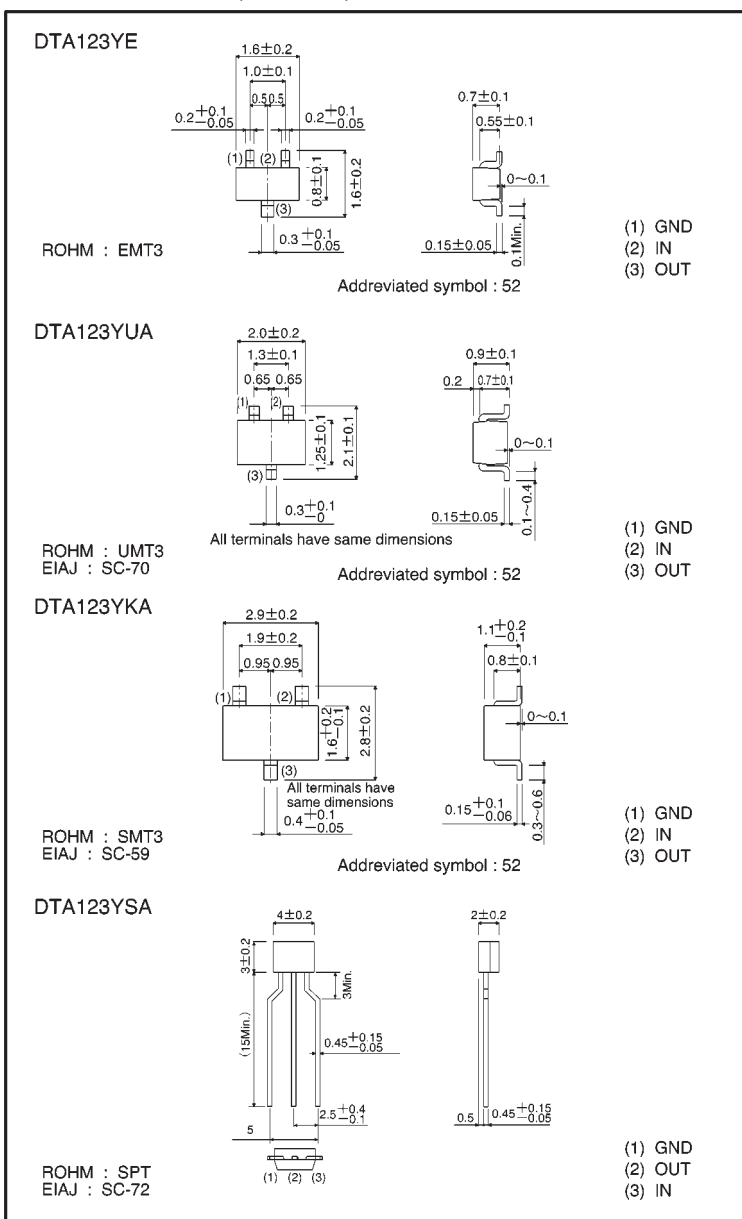 DTA123YE
1.6±0.2
1.0±0.1
0.5 0.5
0.2 +0.1 −0.05
0.2 +0.1 −0.05
(1) (2)
(3)
0.8±0.1
1.6±0.2
0.3 +0.1 −0.05
0.7±0.1
0.55±0.1
0~0.1
0.15±0.05
0.1Min.
ROHM : EMT3
(1) GND
(2) IN
(3) OUT
Addreviated symbol : 52
DTA123YUA
2.0±0.2
1.3±0.1
0.65 0.65
(1) (2)
(3)
1.25±0.1
2.1±0.1
0.3 +0.1 −0
0.9±0.1
0.2 0.7±0.1
0~0.1
0.15±0.05
0.1~0.4
All terminals have same dimensions
ROHM : UMT3
EIAJ : SC-70
(1) GND
(2) IN
(3) OUT
Addreviated symbol : 52
DTA123YKA
2.9±0.2
1.9±0.2
0.95 0.95
(1) (2)
(3)
1.6 +0.2 −0.1
2.8±0.2
All terminals have
same dimensions
0.4 +0.1 −0.05
1.1 +0.2 −0.1
0.8±0.1
0~0.1
0.15 +0.1 −0.06
0.3~0.6
ROHM : SMT3
EIAJ : SC-59
(1) GND
(2) IN
(3) OUT
Addreviated symbol : 52
DTA123YSA
4±0.2
2±0.2
3±0.2
3Min.
(15Min.)
0.45 +0.15 −0.05
2.5 +0.4 −0.1
5
0.5 0.45 +0.15 −0.05
(1) (2) (3)
ROHM : SPT
EIAJ : SC-72
(1) GND
(2) OUT
(3) IN